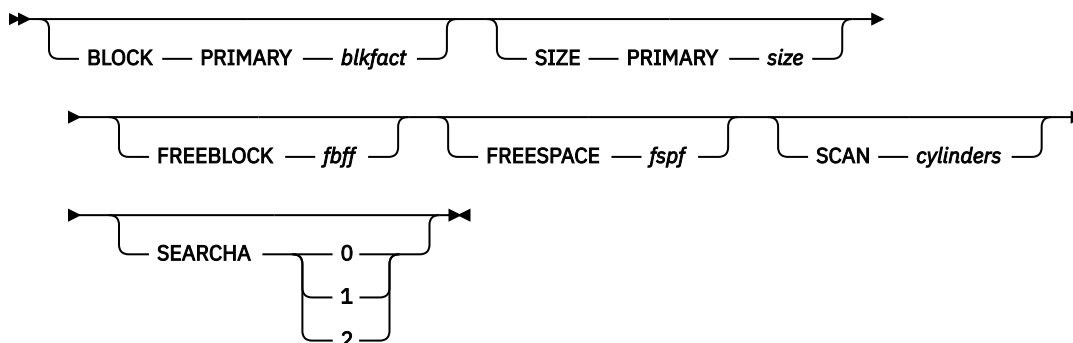 BLOCK PRIMARY blkfact SIZE PRIMARY size
FREEBLOCK fbff FREESPACE fspf SCAN cylinders
SEARCHA 0
1
2